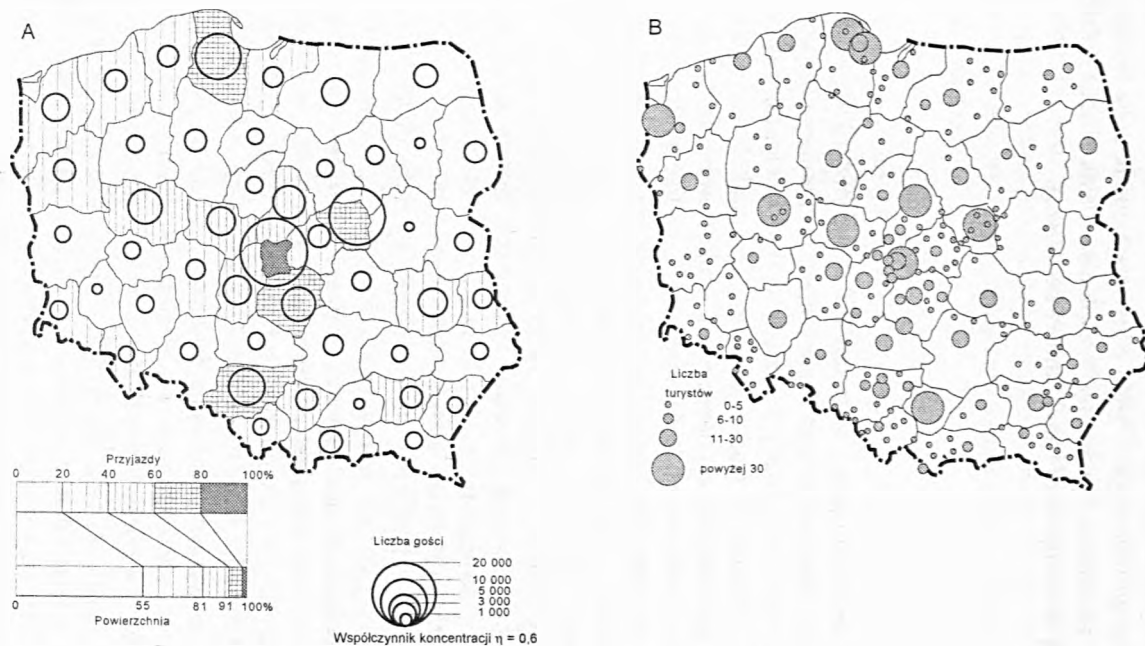 A
Przyjazdy
0 20 40 60 80 100%
0 55 81 91 100%
Powierzchnia
Liczba gości
20 000
10 000
5 000
3 000
1 000
Współczynnik koncentracji η = 0,6
B
Liczba
turystów
0-5
6-10
11-30
powyżej 30